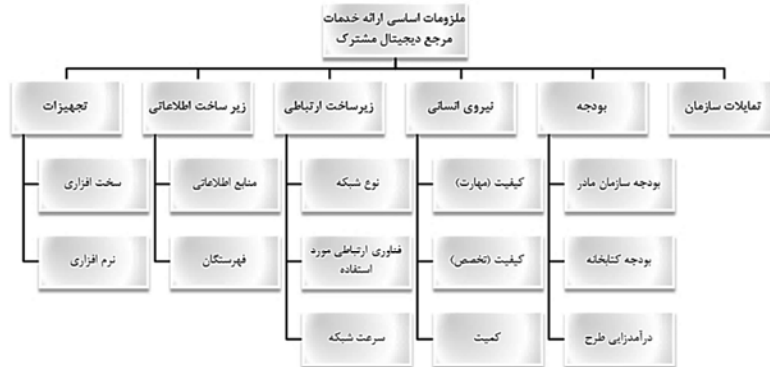 ملزومات اساسی ارائه خدمات
مرجع دیجیتال مشترک
تمایلات سازمان
بودجه
نیروی انسانی
زیرساخت ارتباطی
زیر ساخت اطلاعاتی
تجهیزات
بودجه سازمان مادر
کیفیت (مهارت)
نوع شبکه
منابع اطلاعاتی
سخت افزاری
بودجه کتابخانه
کیفیت (تخصص)
فناوری ارتباطی مورد
استفاده
فهرستگان
نرم افزاری
درآمدزایی طرح
کمیت
سرعت شبکه